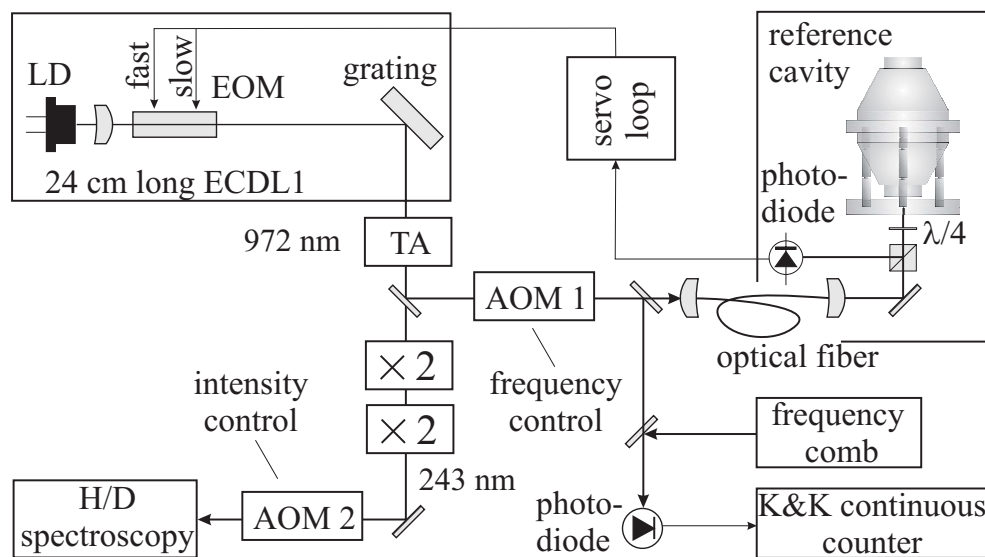 LD
fast
slow
EOM
grating
24 cm long ECDL1
servo
loop
reference
cavity
photo-
diode
λ/4
972 nm
TA
AOM 1
optical fiber
× 2
intensity
control
frequency
control
× 2
frequency
comb
243 nm
H/D
spectroscopy
AOM 2
photo-
diode
K&K continuous
counter